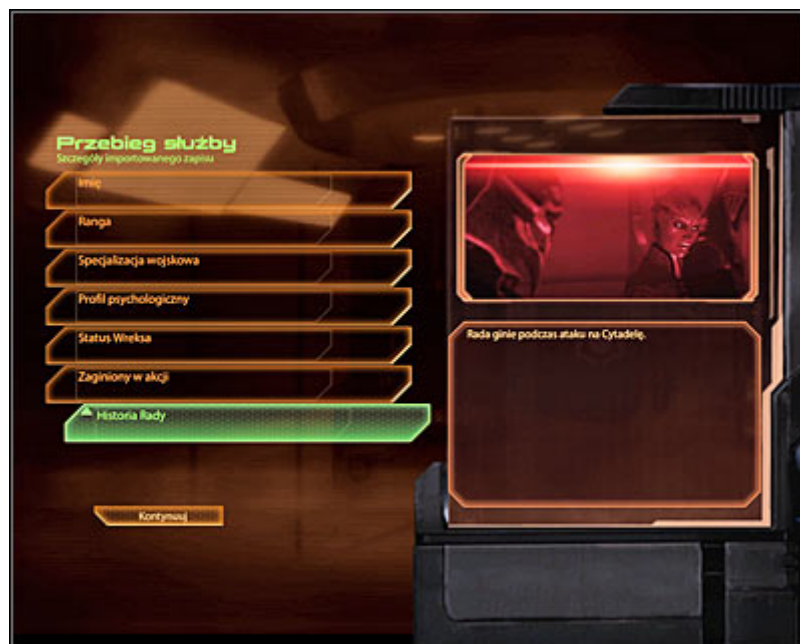 Przebieg służby
Szczegóły importowanego zapisu
Imię
Ranga
Specjalizacja wojskowa
Profil psychologiczny
Status Wreksa
Zaginiony w akcji
Historia Rady
Kontynuuj
Rada ginie podczas ataku na Cytadelę.